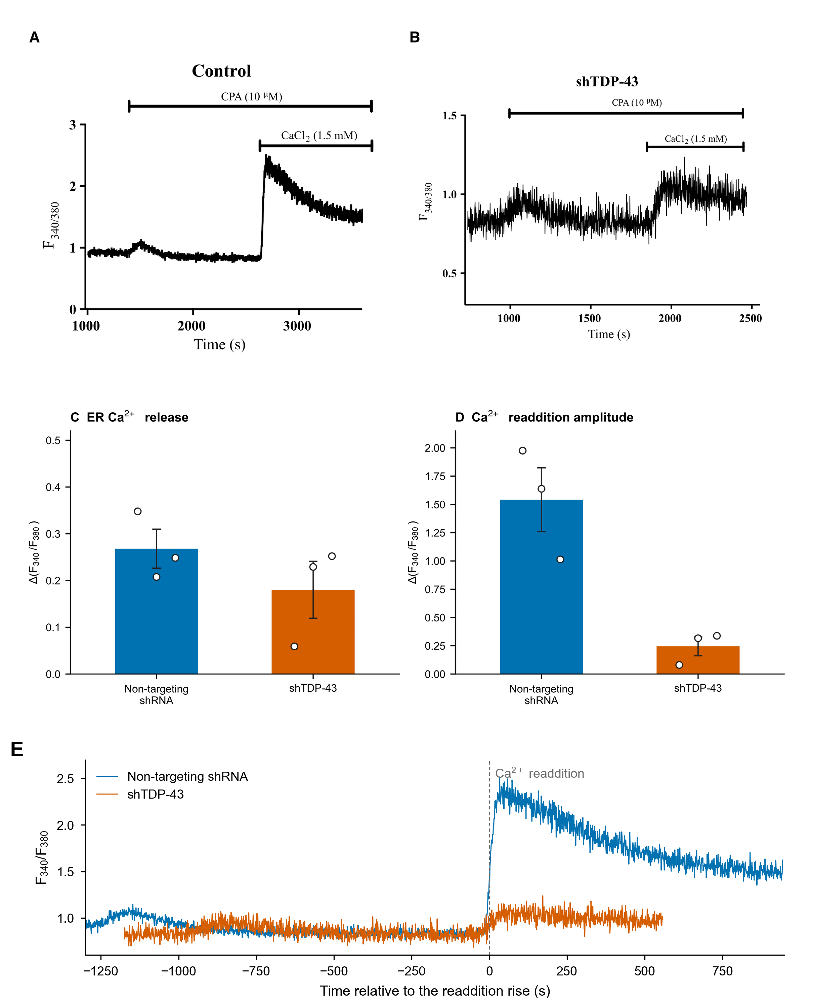 A
B
Control
shTDP-43
CPA (10 μM)
CPA (10 μM)
CaCl2 (1.5 mM)
CaCl2 (1.5 mM)
3
2
1
0
F340/380
1000
2000
3000
Time (s)
1.5
1.0
0.5
F340/380
1000
1500
2000
2500
Time (s)
C ER Ca2+ release
0.5
0.4
0.3
0.2
0.1
0.0
Δ(F340/F380)
Non-targeting
shRNA
shTDP-43
D Ca2+ readdition amplitude
2.00
1.75
1.50
1.25
1.00
0.75
0.50
0.25
0.00
Δ(F340/F380)
Non-targeting
shRNA
shTDP-43
E
Non-targeting shRNA
shTDP-43
Ca2+ readdition
2.5
2.0
1.5
1.0
F340/F380
−1250
−1000
−750
−500
−250
0
250
500
750
Time relative to the readdition rise (s)